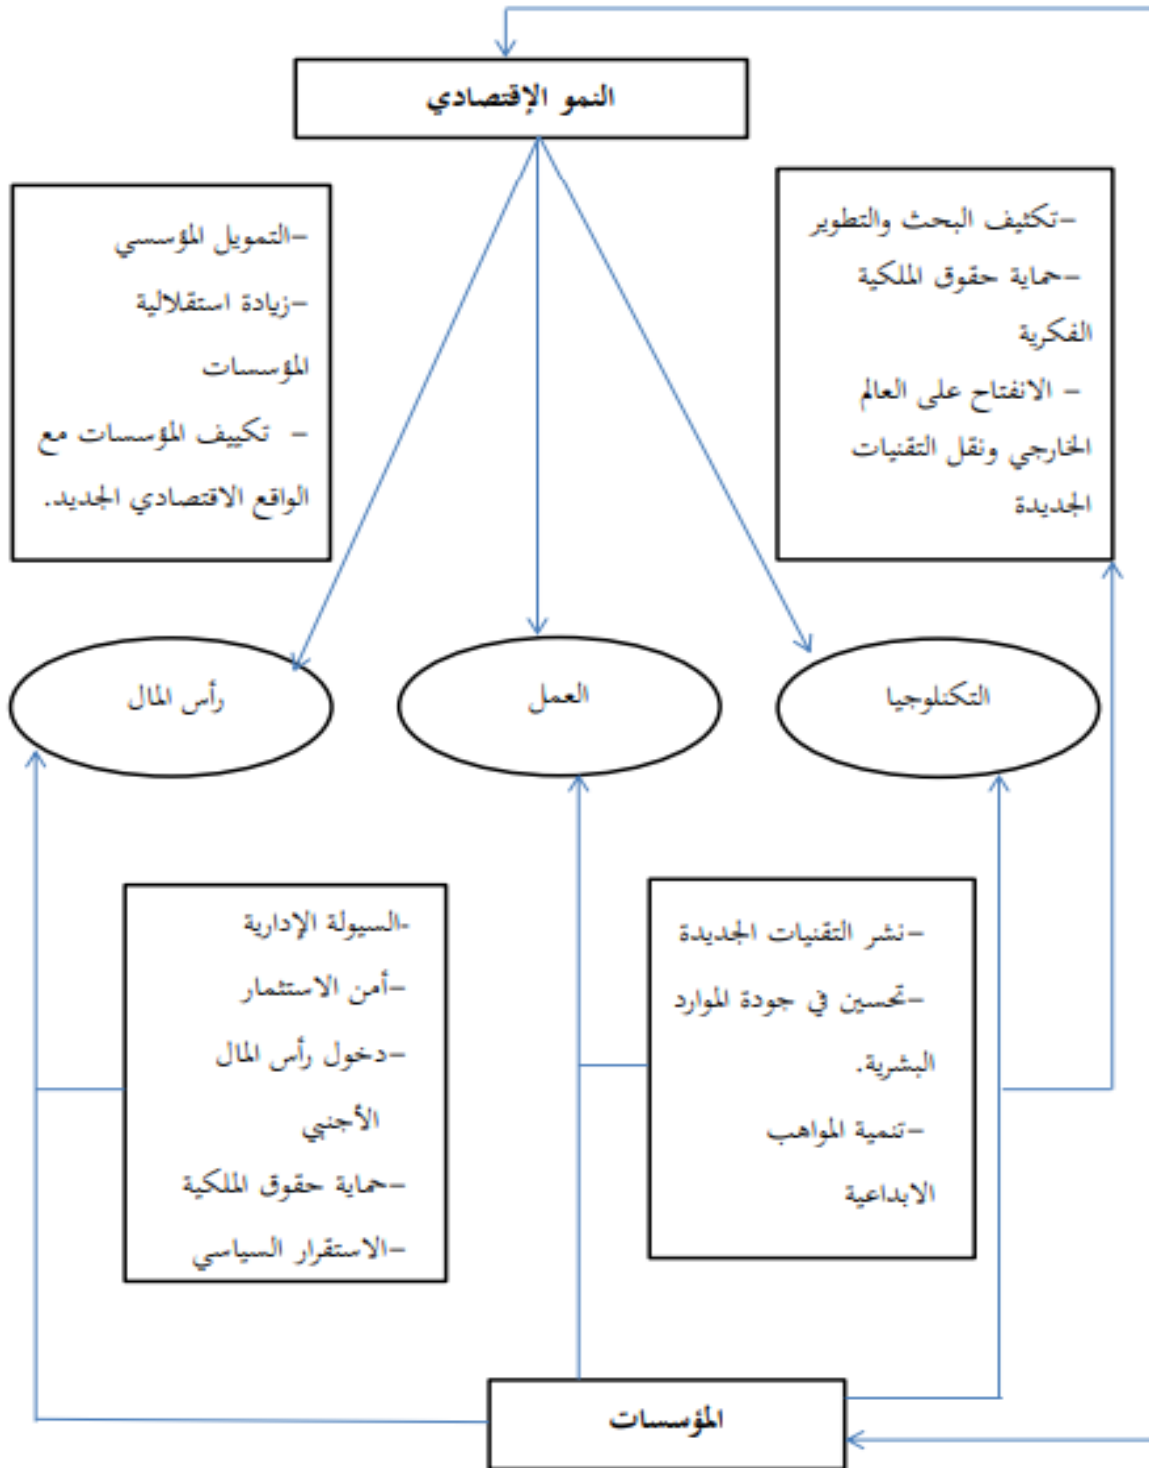 النمو الإقتصادي
-تكثيف البحث والتطوير
-حماية حقوق الملكية
الفكرية
- الانفتاح على العالم
الخارجي ونقل التقنيات
الجديدة
-التمويل المؤسسي
-زيادة استقلالية
المؤسسات
- تكييف المؤسسات مع
الواقع الاقتصادي الجديد.
التكنلوجيا
العمل
رأس المال
-نشر التقنيات الجديدة
-تحسين في جودة الموارد
البشرية.
-تنمية المواهب
الابداعية
-السيولة الإدارية
-أمن الاستثمار
-دخول رأس المال
الأجنبي
-حماية حقوق الملكية
-الاستقرار السياسي
المؤسسات